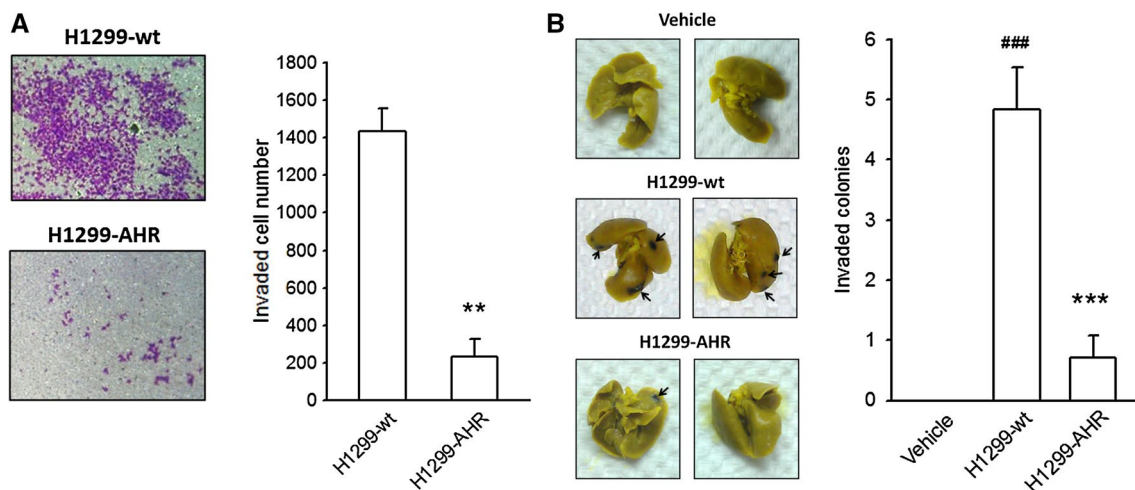 A
H1299-wt
H1299-AHR
Invaded cell number
1800
1600
1400
1200
1000
800
600
400
200
0
**
H1299-wt
H1299-AHR
B
Vehicle
H1299-wt
H1299-AHR
Invaded colonies
6
5
4
3
2
1
0
###
***
Vehicle
H1299-wt
H1299-AHR